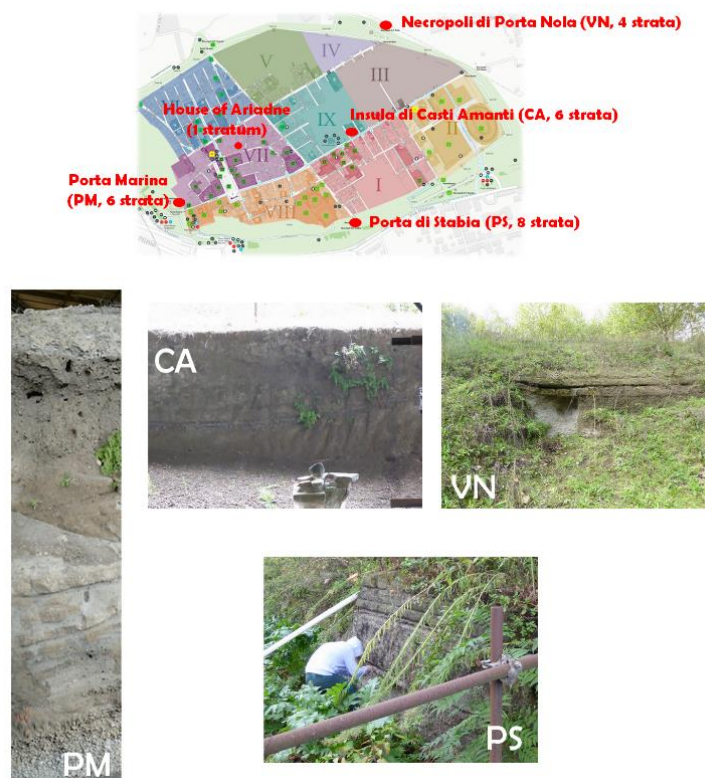 Necropoli di Porta Nola (VN, 4 strata)
IV
V
III
House of Ariadne
(1 stratum)
Insula di Casti Amanti (CA, 6 strata)
IX
II
VII
Porta Marina
(PM, 6 strata)
I
VIII
Porta di Stabia (PS, 8 strata)
CA
VN
PM
PS